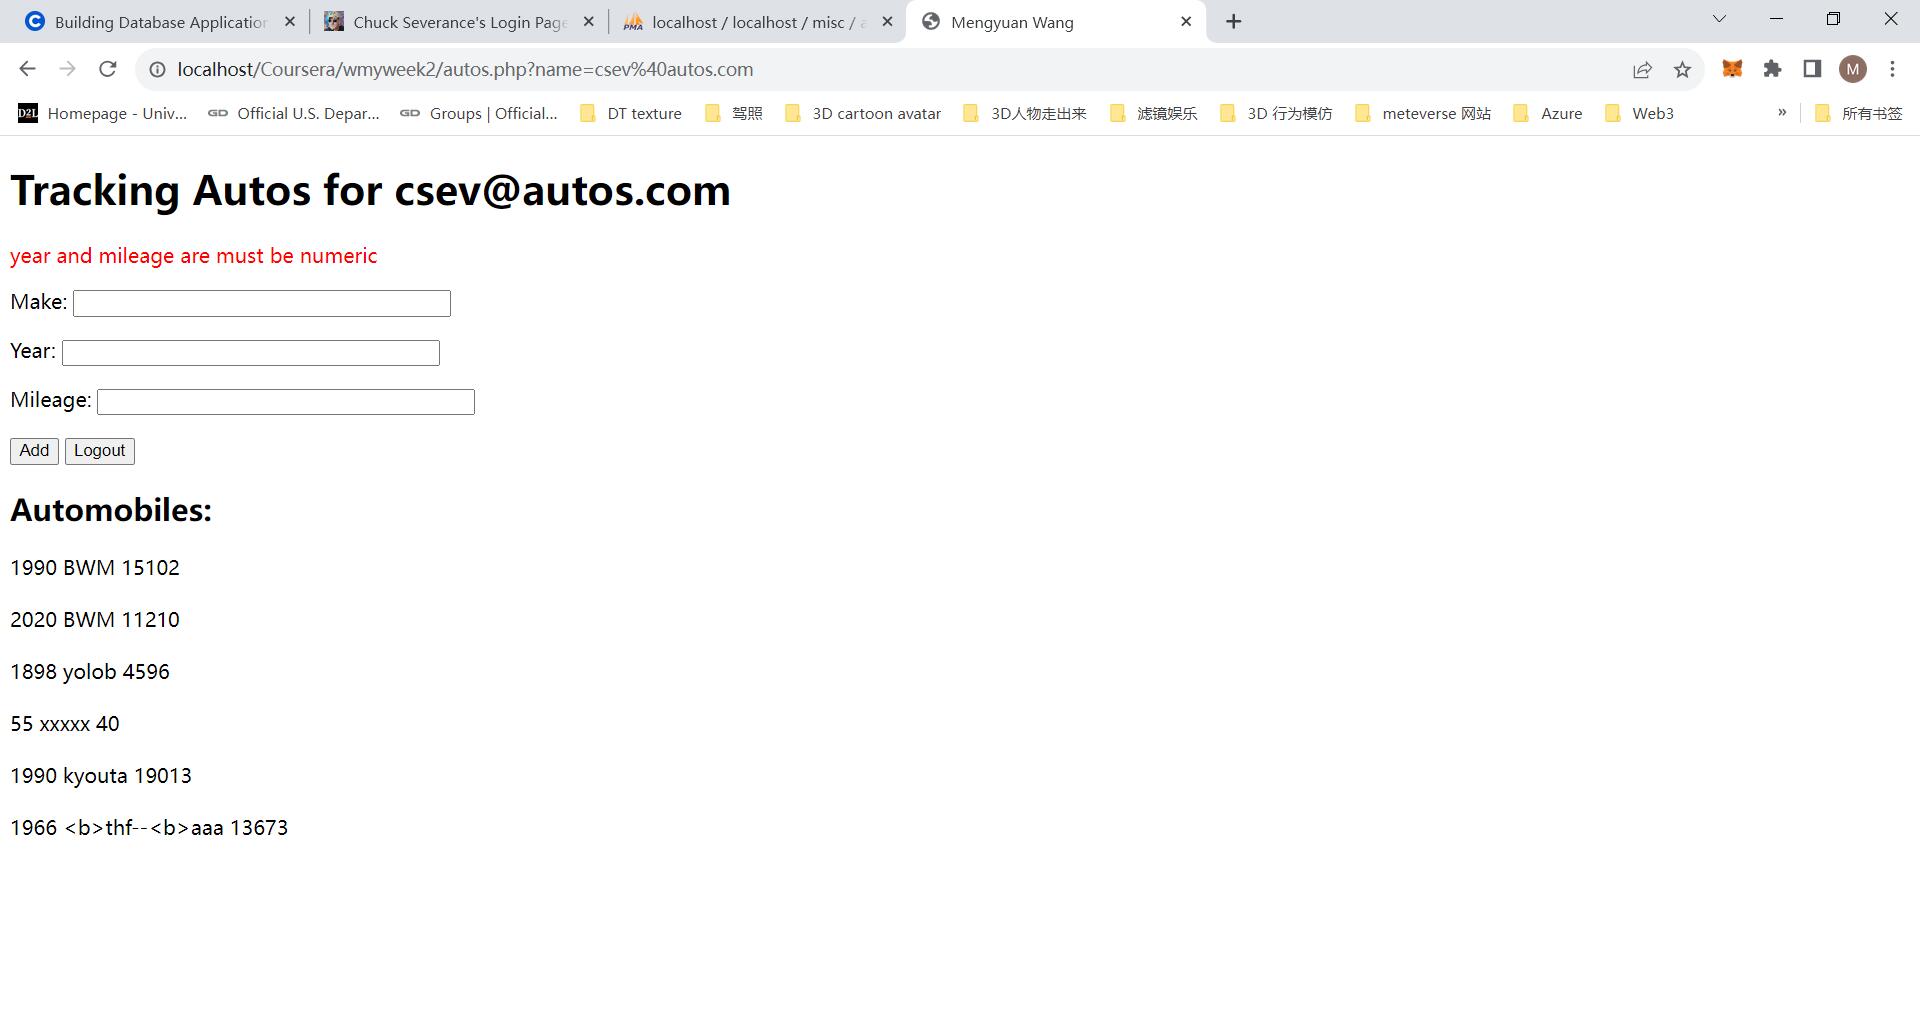 Building Database Application
Chuck Severance's Login Page
localhost / localhost / misc / a
Mengyuan Wang
localhost/Coursera/wmyweek2/autos.php?name=csev%40autos.com
M
D2L Homepage - Univ...
GD Official U.S. Depar...
GD Groups | Official...
DT texture
驾照
3D cartoon avatar
3D人物走出来
滤镜娱乐
3D 行为模仿
meteverse 网站
Azure
Web3
»
所有书签
Tracking Autos for csev@autos.com
year and mileage are must be numeric
Make:
Year:
Mileage:
Add Logout
Automobiles:
1990 BWM 15102
2020 BWM 11210
1898 yolob 4596
55 xxxxx 40
1990 kyouta 19013
1966 <b>thf--<b>aaa 13673